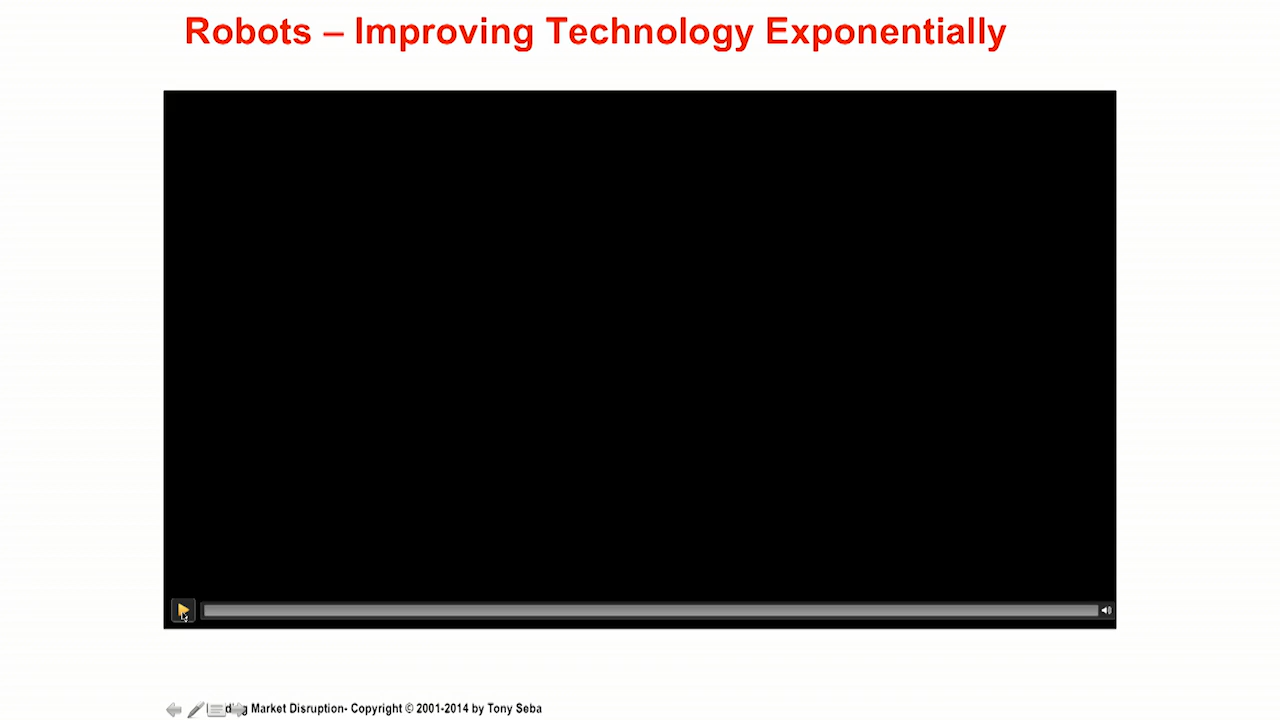 Robots – Improving Technology Exponentially
Market Disruption- Copyright © 2001-2014 by Tony Seba